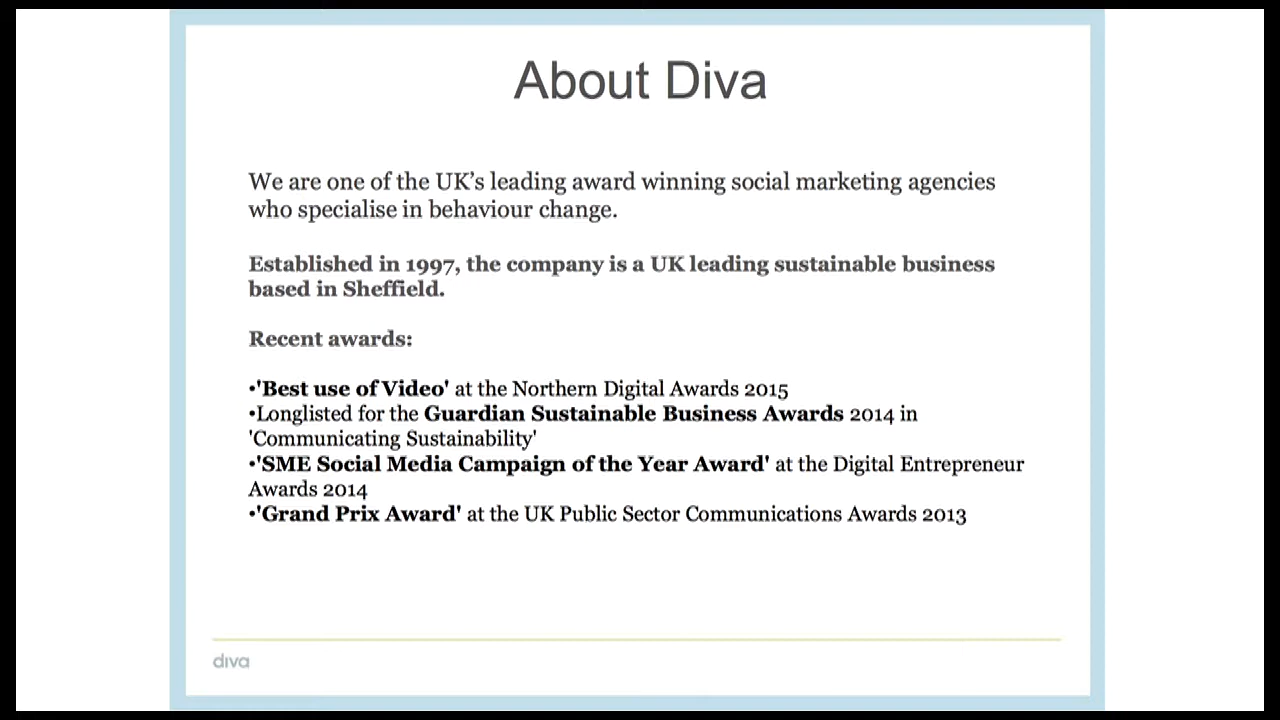 About Diva
We are one of the UK’s leading award winning social marketing agencies
who specialise in behaviour change.
Established in 1997, the company is a UK leading sustainable business
based in Sheffield.
Recent awards:
•'Best use of Video' at the Northern Digital Awards 2015
•Longlisted for the Guardian Sustainable Business Awards 2014 in
'Communicating Sustainability'
•'SME Social Media Campaign of the Year Award' at the Digital Entrepreneur
Awards 2014
•'Grand Prix Award' at the UK Public Sector Communications Awards 2013
diva